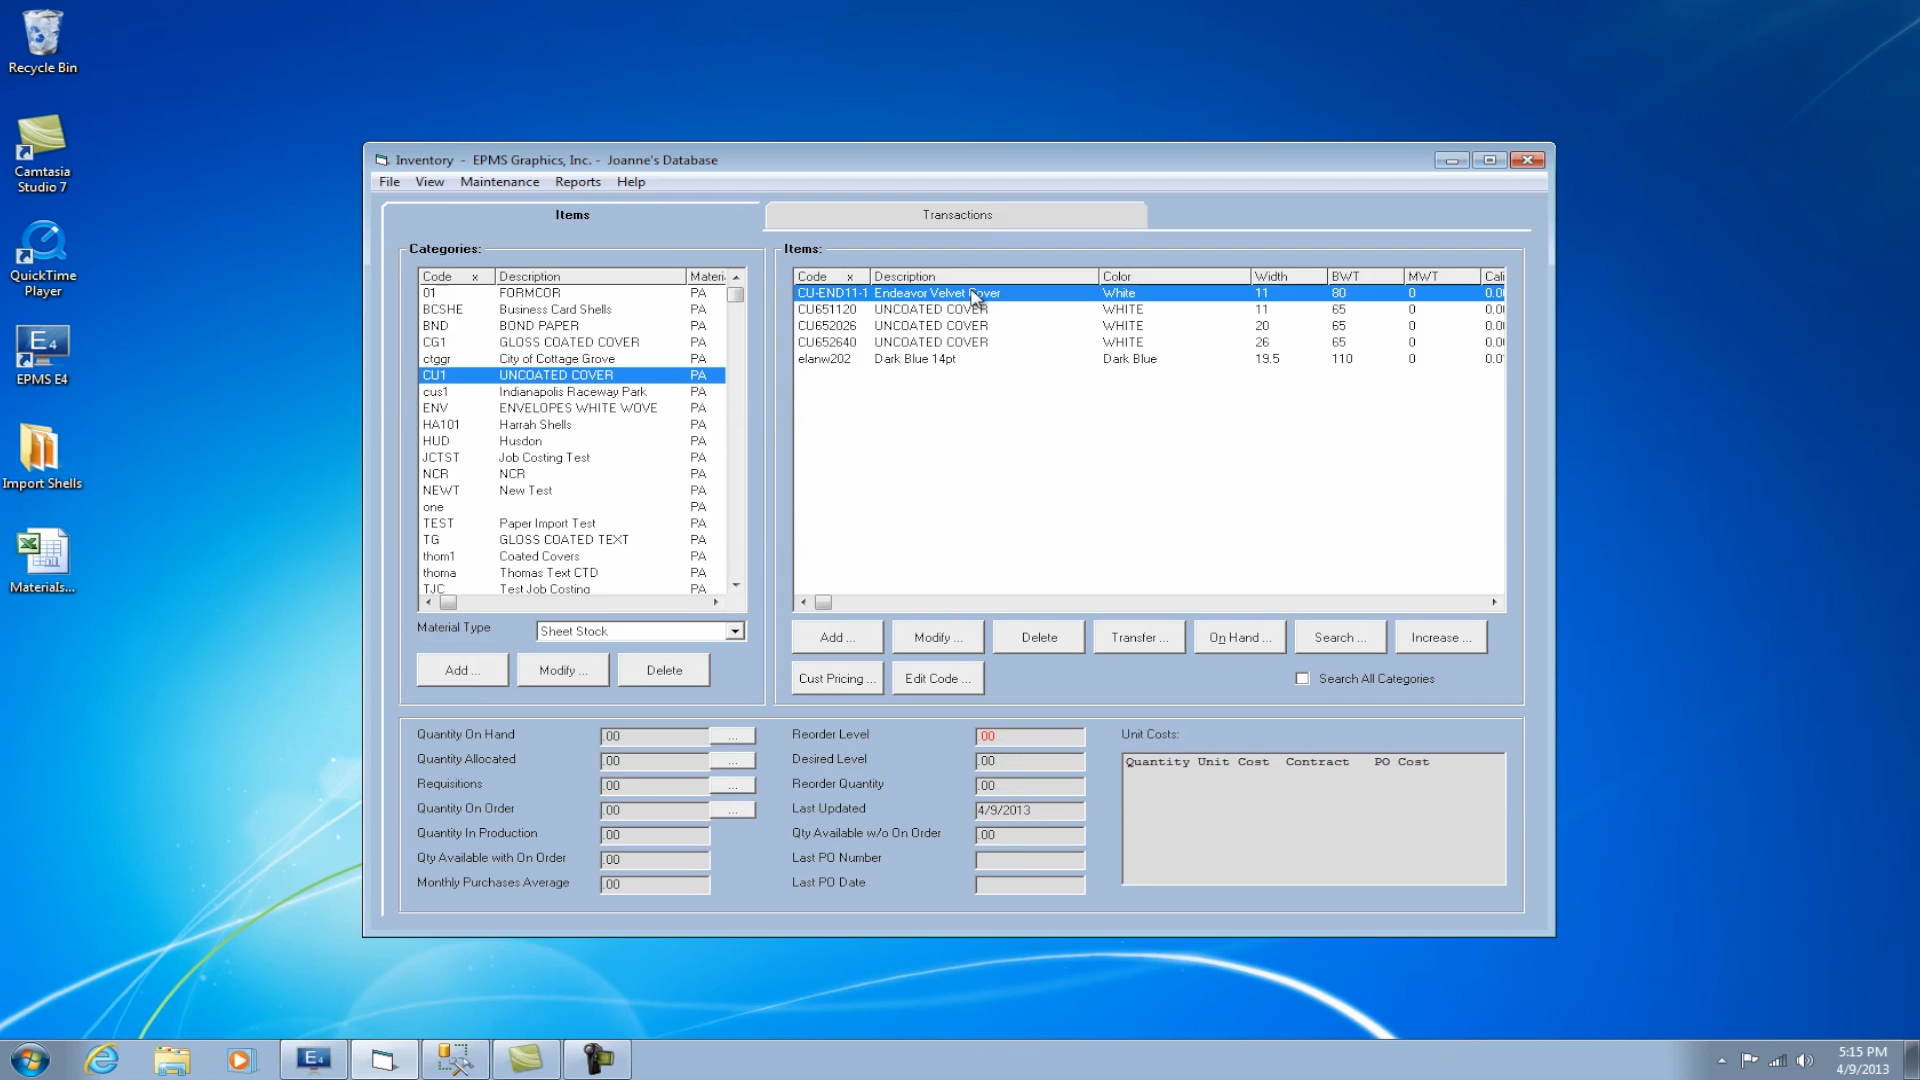 Recycle Bin
Camtasia
Studio 7
QuickTime
Player
E4
EPMS E4
Import Shells
Materials...
Inventory - EPMS Graphics, Inc. - Joanne's Database
File View Maintenance Reports Help
Items
Transactions
Categories:
Code x Description Materi
01 FORMCOR PA
BCSHE Business Card Shells PA
BND BOND PAPER PA
CG1 GLOSS COATED COVER PA
ctggr City of Cottage Grove PA
CU1 UNCOATED COVER PA
cus1 Indianapolis Raceway Park PA
ENV ENVELOPES WHITE WOVE PA
HA101 Harrah Shells PA
HUD Husdon PA
JCTST Job Costing Test PA
NCR NCR PA
NEWT New Test PA
one PA
TEST Paper Import Test PA
TG GLOSS COATED TEXT PA
thom1 Coated Covers PA
thoma Thomas Text CTD PA
TJC Test Job Costing PA
Material Type Sheet Stock
Add ... Modify ... Delete
Items:
Code x Description Color Width BWT MWT Cali
CU-END11-1 Endeavor Velvet Cover White 11 80 0 0.0
CU651120 UNCOATED COVER WHITE 11 65 0 0.0
CU652026 UNCOATED COVER WHITE 20 65 0 0.0
CU652640 UNCOATED COVER WHITE 26 65 0 0.0
elanw202 Dark Blue 14pt Dark Blue 19.5 110 0 0.0
Add ... Modify ... Delete Transfer ... On Hand ... Search ... Increase ...
Cust Pricing ... Edit Code ... Search All Categories
Quantity On Hand .00 ...
Quantity Allocated .00 ...
Requisitions .00 ...
Quantity On Order .00 ...
Quantity In Production .00
Qty Available with On Order .00
Monthly Purchases Average .00
Reorder Level .00
Desired Level .00
Reorder Quantity .00
Last Updated 4/9/2013
Qty Available w/o On Order .00
Last PO Number
Last PO Date
Unit Costs:
Quantity Unit Cost Contract PO Cost
E4
5:15 PM
4/9/2013